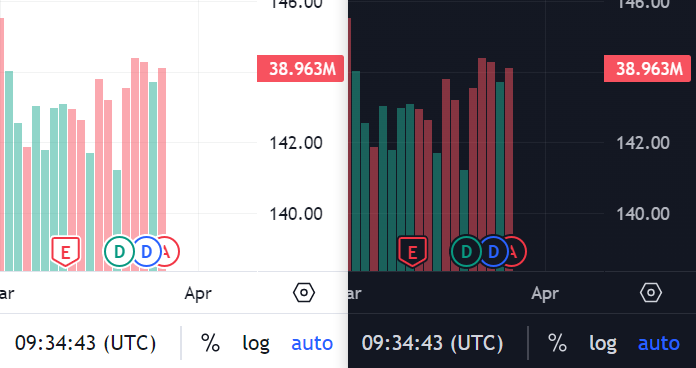 146.00
38.963M
142.00
140.00
E D D A
ar Apr
09:34:43 (UTC) % log auto
146.00
38.963M
142.00
140.00
E D D A
ar Apr
09:34:43 (UTC) % log auto